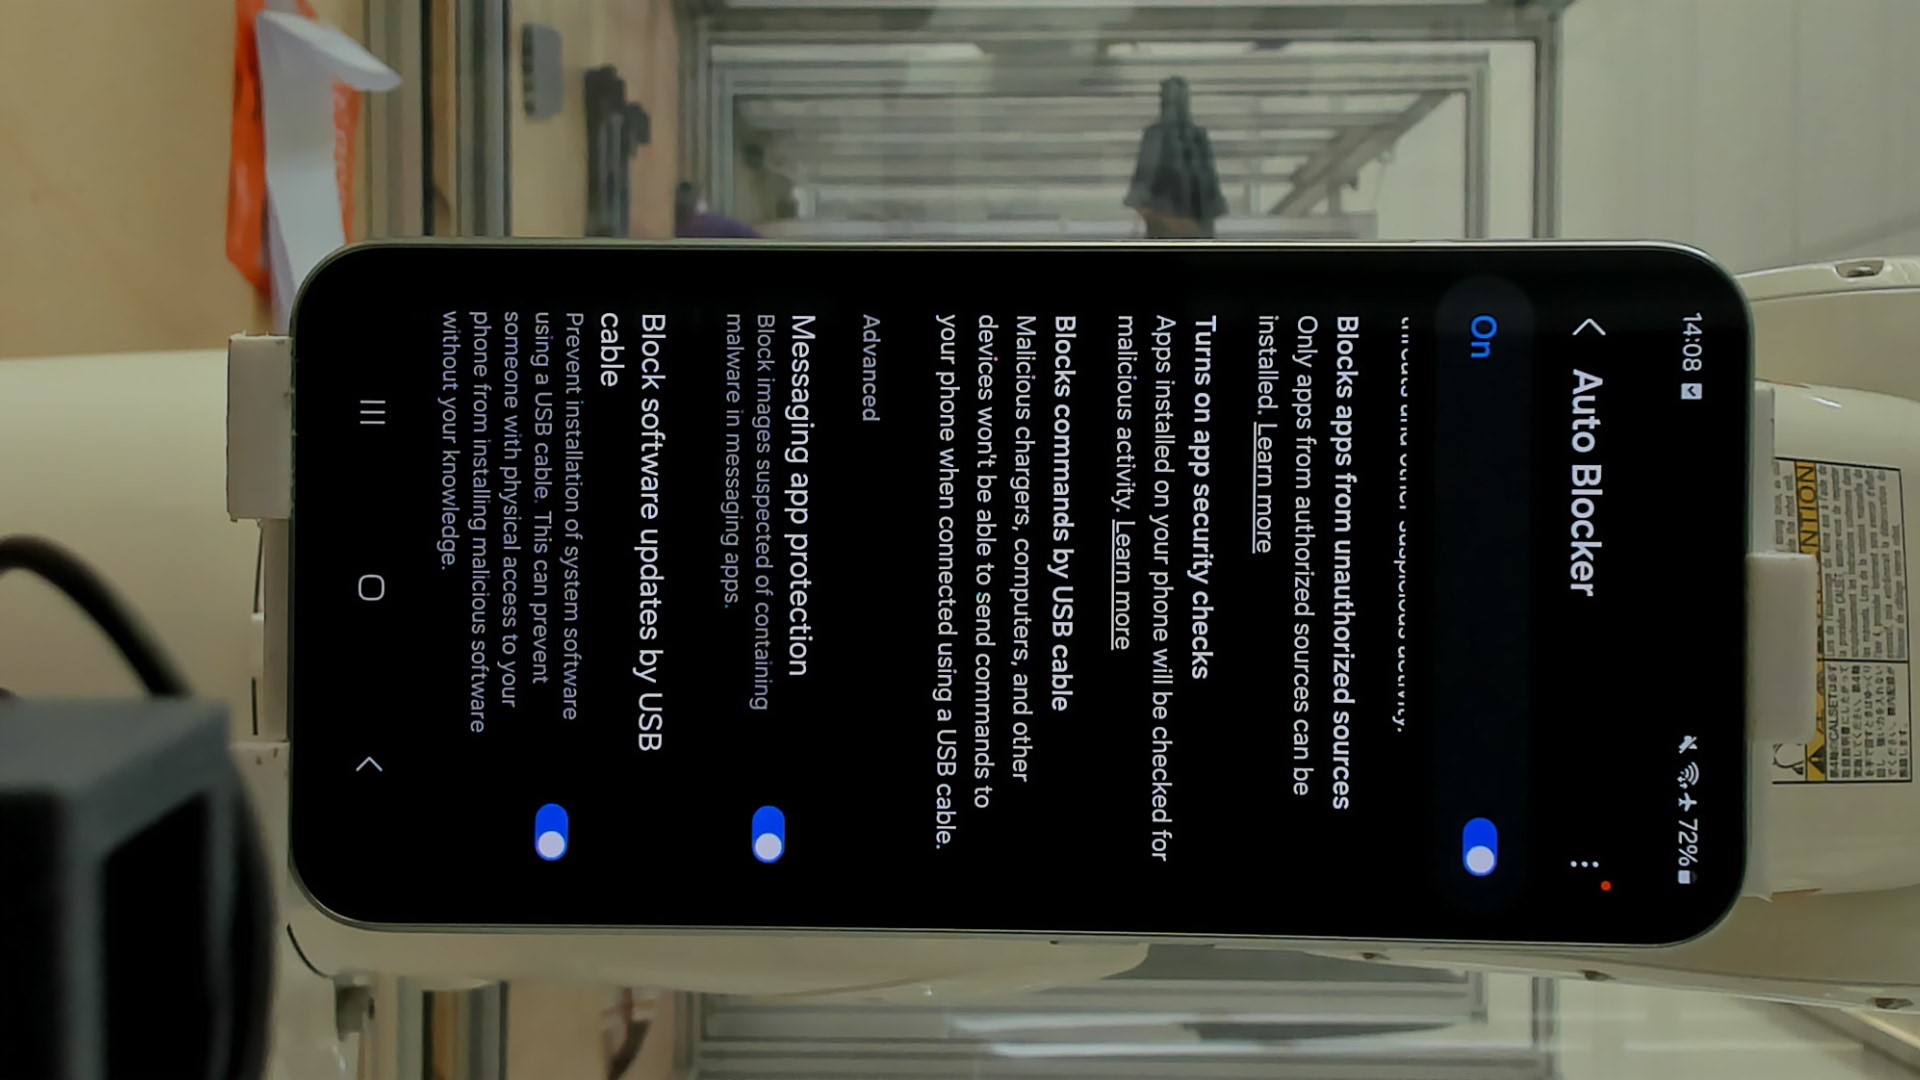 14:08
72%
Auto Blocker
On
threats and other suspicious activity.
Blocks apps from unauthorized sources
Only apps from authorized sources can be
installed. Learn more
Turns on app security checks
Apps installed on your phone will be checked for
malicious activity. Learn more
Blocks commands by USB cable
Malicious chargers, computers, and other
devices won't be able to send commands to
your phone when connected using a USB cable.
Advanced
Messaging app protection
Block images suspected of containing
malware in messaging apps.
Block software updates by USB
cable
Prevent installation of system software
using a USB cable. This can prevent
someone with physical access to your
phone from installing malicious software
without your knowledge.